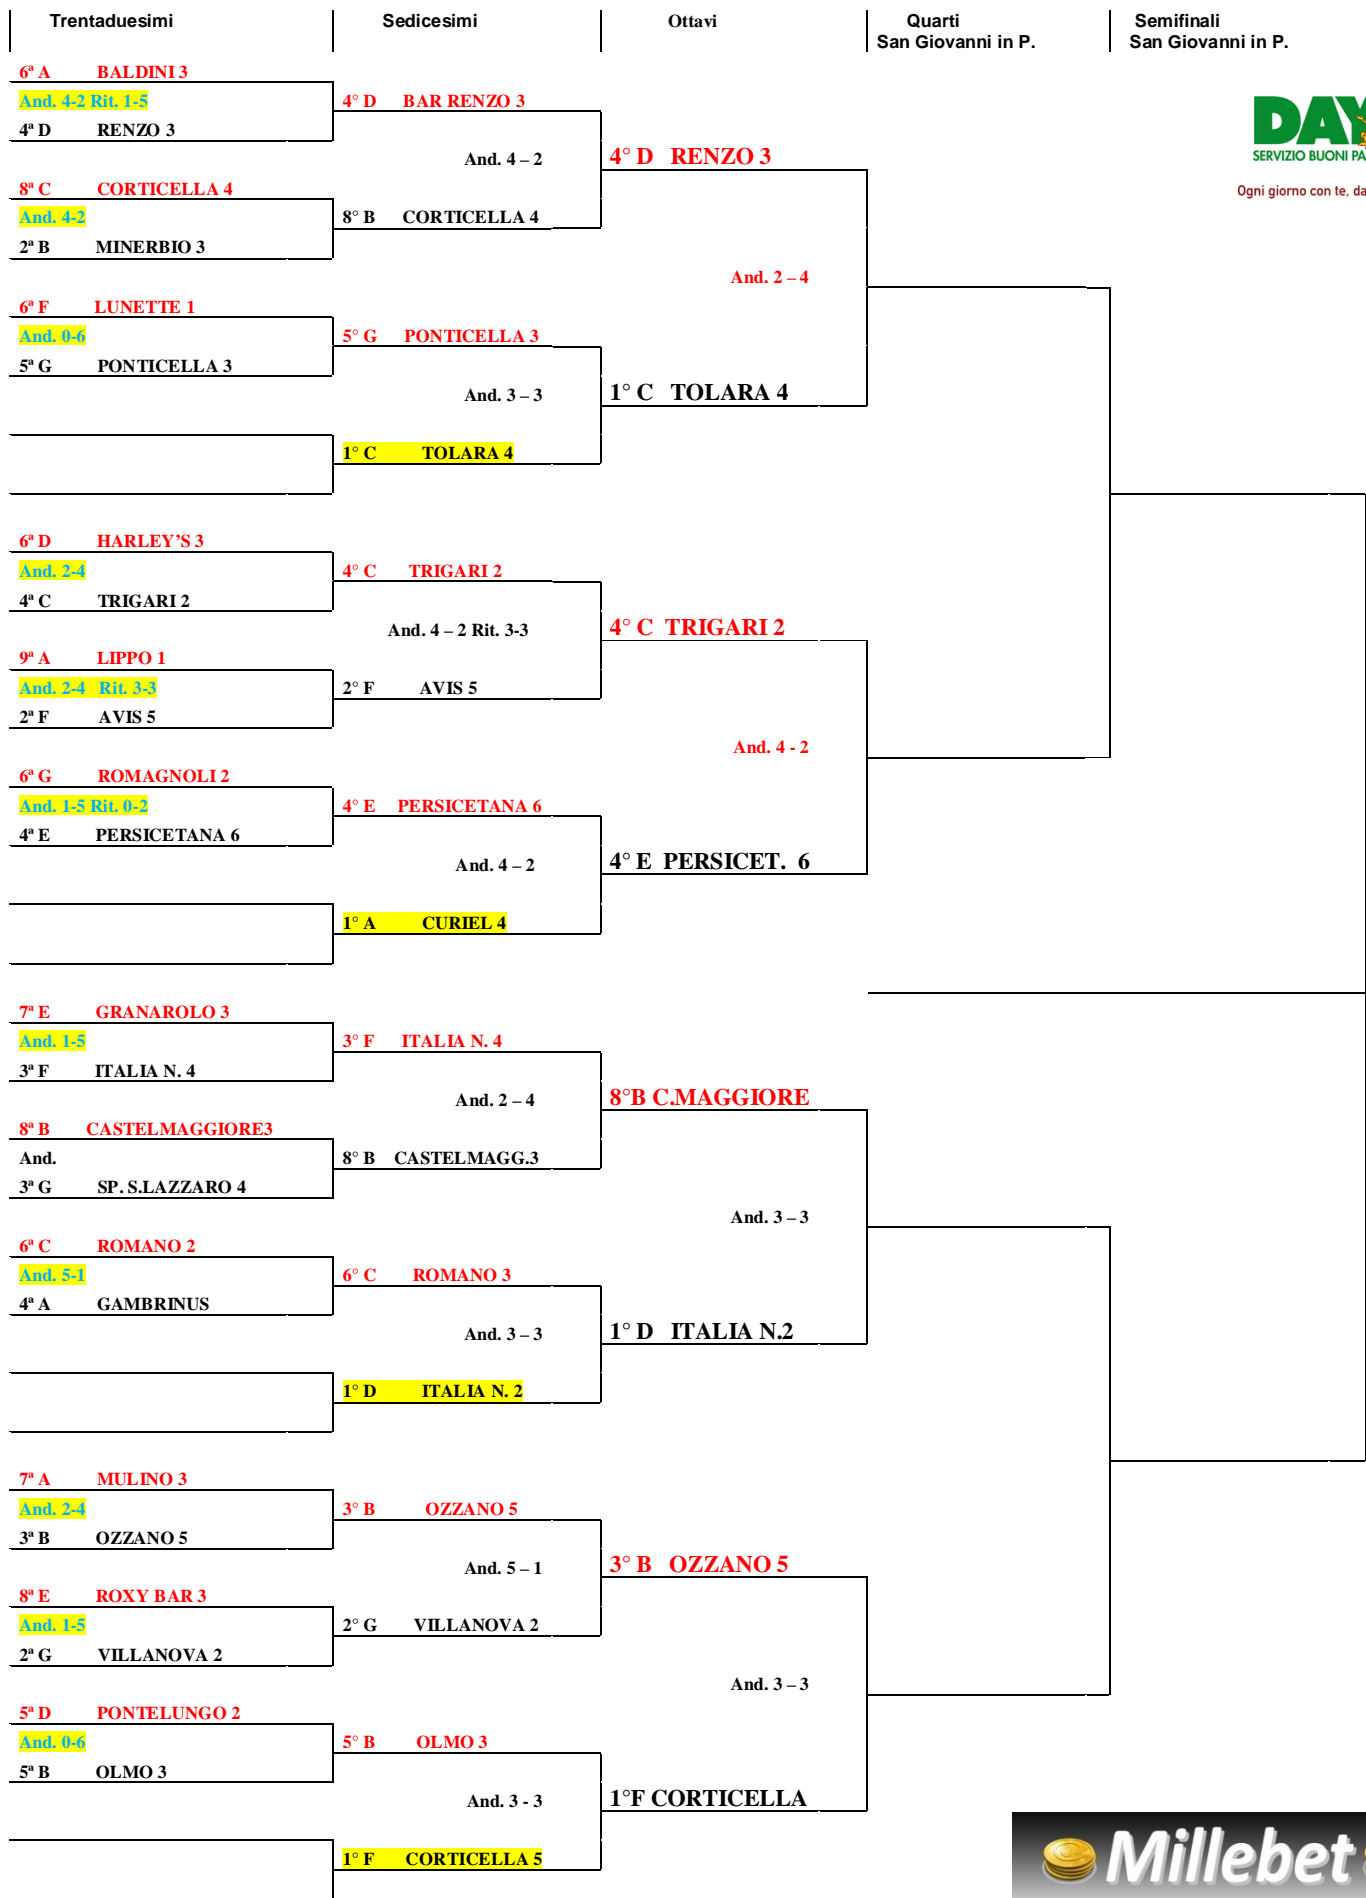 Trentaduesimi Sedicesimi Ottavi Quarti Semifinali
San Giovanni in P. San Giovanni in P.
6ª A BALDINI 3
And. 4-2 Rit. 1-5 4° D BAR RENZO 3
4ª D RENZO 3
And. 4 – 2 4° D RENZO 3
DAY
SERVIZIO BUONI PA
8ª C CORTICELLA 4
Ogni giorno con te, da
And. 4-2 8° B CORTICELLA 4
2ª B MINERBIO 3
And. 2 – 4
6ª F LUNETTE 1
And. 0-6 5° G PONTICELLA 3
5ª G PONTICELLA 3
And. 3 – 3 1° C TOLARA 4
1° C TOLARA 4
6ª D HARLEY'S 3
And. 2-4 4° C TRIGARI 2
4ª C TRIGARI 2
And. 4 – 2 Rit. 3-3 4° C TRIGARI 2
9ª A LIPPO 1
And. 2-4 Rit. 3-3 2° F AVIS 5
2ª F AVIS 5
And. 4 - 2
6ª G ROMAGNOLI 2
And. 1-5 Rit. 0-2 4° E PERSICETANA 6
4ª E PERSICETANA 6
And. 4 – 2 4° E PERSICET. 6
1° A CURIEL 4
7ª E GRANAROLO 3
And. 1-5 3° F ITALIA N. 4
3ª F ITALIA N. 4
And. 2 – 4 8°B C.MAGGIORE
8ª B CASTELMAGGIORE3
And. 8° B CASTELMAGG.3
3ª G SP. S.LAZZARO 4
And. 3 – 3
6ª C ROMANO 2
And. 5-1 6° C ROMANO 3
4ª A GAMBRINUS
And. 3 – 3 1° D ITALIA N.2
1° D ITALIA N. 2
7ª A MULINO 3
And. 2-4 3° B OZZANO 5
3ª B OZZANO 5
And. 5 – 1 3° B OZZANO 5
8ª E ROXY BAR 3
And. 1-5 2° G VILLANOVA 2
2ª G VILLANOVA 2
And. 3 – 3
5ª D PONTELUNGO 2
And. 0-6 5° B OLMO 3
5ª B OLMO 3
And. 3 - 3 1°F CORTICELLA
1° F CORTICELLA 5
Millebet